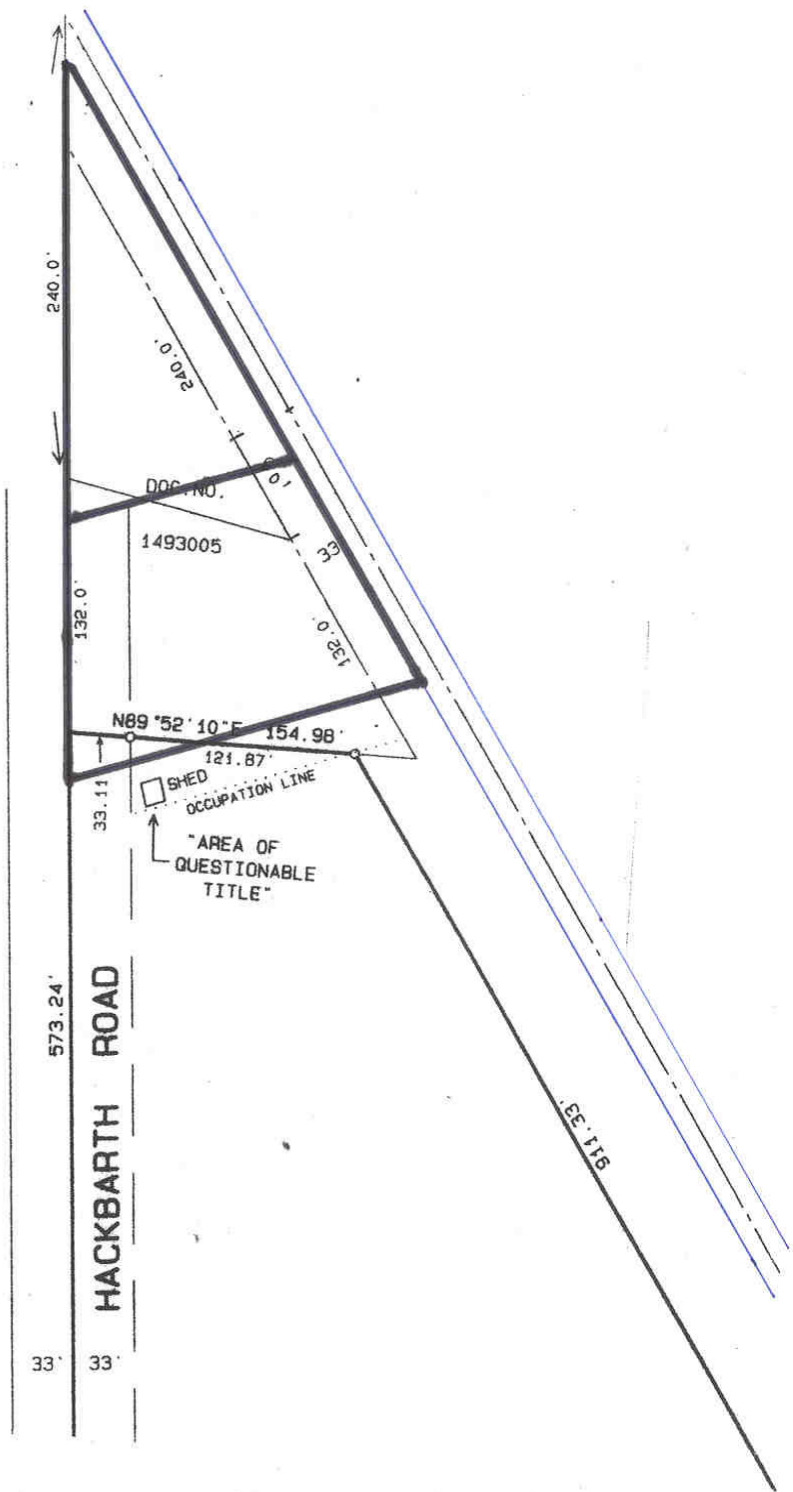 240.0'
240.0'
DOC. NO.
1493005
33
132.0'
132.0'
N89°52'10"E 154.98'
121.87'
33.11
SHED
OCCUPATION LINE
"AREA OF
QUESTIONABLE
TITLE"
573.24'
HACKBARTH ROAD
911.33'
33'
33'